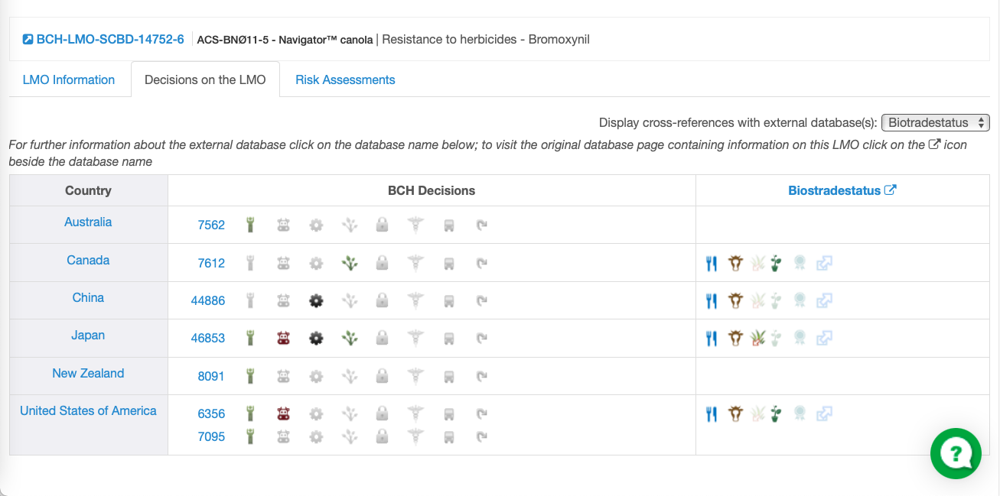 BCH-LMO-SCBD-14752-6 ACS-BNØ11-5 - Navigator™ canola | Resistance to herbicides - Bromoxynil
LMO Information Decisions on the LMO Risk Assessments
Display cross-references with external database(s): Biotradestatus
For further information about the external database click on the database name below; to visit the original database page containing information on this LMO click on the icon
beside the database name
Country BCH Decisions Biostradestatus
Australia 7562
Canada 7612
China 44886
Japan 46853
New Zealand 8091
United States of America 6356
7095
?